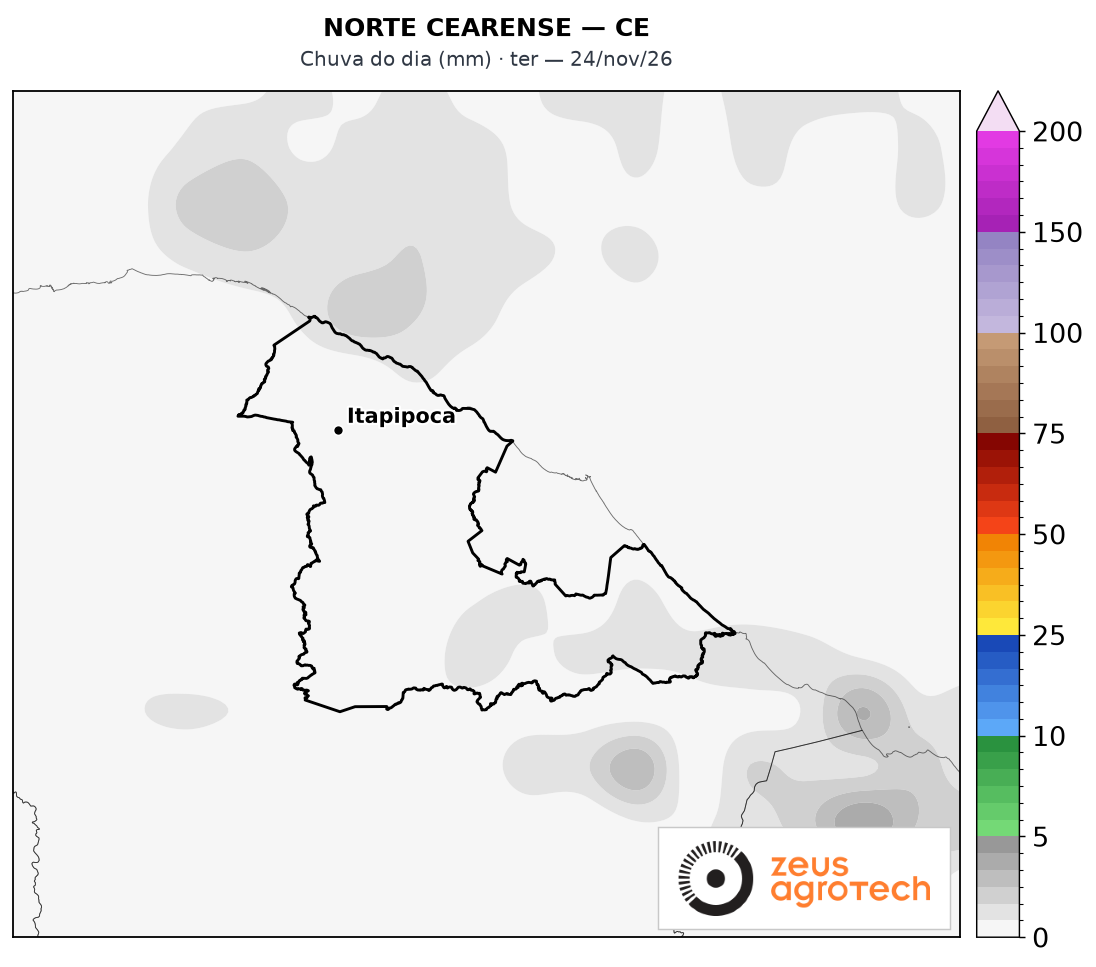 NORTE CEARENSE — CE
Chuva do dia (mm) · ter — 24/nov/26
Itapipoca
200
150
100
75
50
25
10
5
0
zeus
agrotech